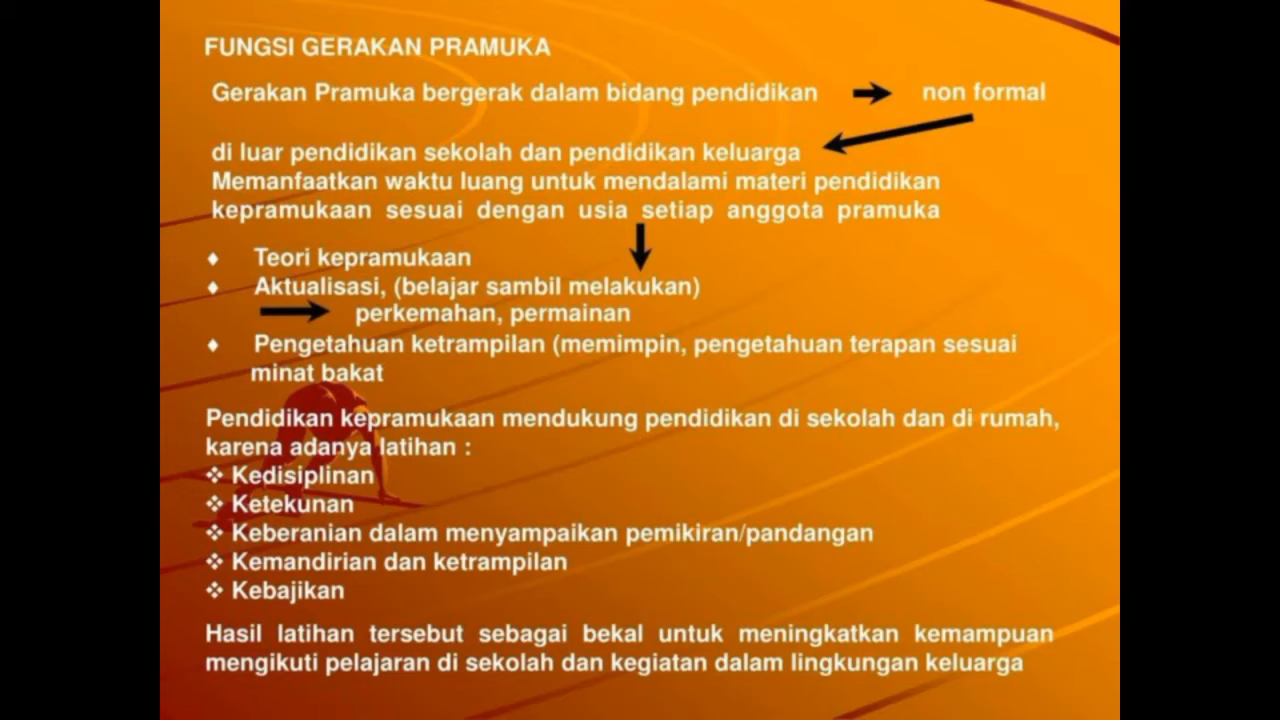 FUNGSI GERAKAN PRAMUKA
Gerakan Pramuka bergerak dalam bidang pendidikan non formal
di luar pendidikan sekolah dan pendidikan keluarga
Memanfaatkan waktu luang untuk mendalami materi pendidikan
kepramukaan sesuai dengan usia setiap anggota pramuka
♦ Teori kepramukaan
♦ Aktualisasi, (belajar sambil melakukan)
perkemahan, permainan
♦ Pengetahuan ketrampilan (memimpin, pengetahuan terapan sesuai
minat bakat
Pendidikan kepramukaan mendukung pendidikan di sekolah dan di rumah,
karena adanya latihan :
❖ Kedisiplinan
❖ Ketekunan
❖ Keberanian dalam menyampaikan pemikiran/pandangan
❖ Kemandirian dan ketrampilan
❖ Kebajikan
Hasil latihan tersebut sebagai bekal untuk meningkatkan kemampuan
mengikuti pelajaran di sekolah dan kegiatan dalam lingkungan keluarga